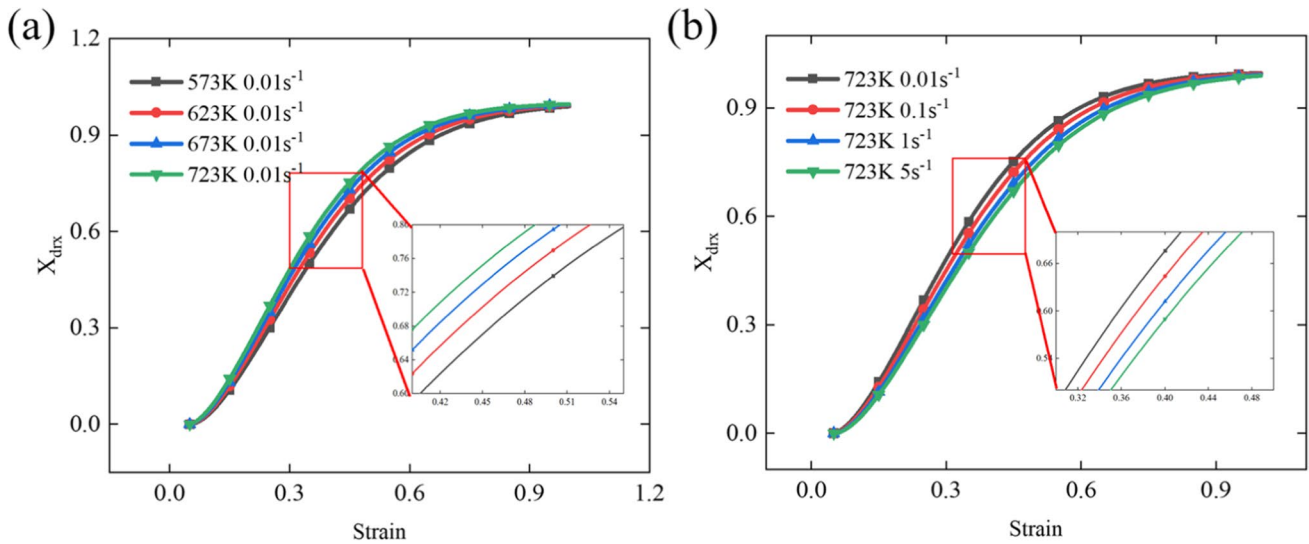 (a)
1.2
0.9
0.6
0.3
0.0
X_drx
573K 0.01s⁻¹
623K 0.01s⁻¹
673K 0.01s⁻¹
723K 0.01s⁻¹
0.80
0.76
0.72
0.68
0.64
0.60
0.42 0.45 0.48 0.51 0.54
0.0 0.3 0.6 0.9 1.2
Strain
(b)
0.9
0.6
0.3
0.0
X_drx
723K 0.01s⁻¹
723K 0.1s⁻¹
723K 1s⁻¹
723K 5s⁻¹
0.66
0.60
0.32 0.36 0.40 0.44 0.48
0.0 0.3 0.6 0.9
Strain